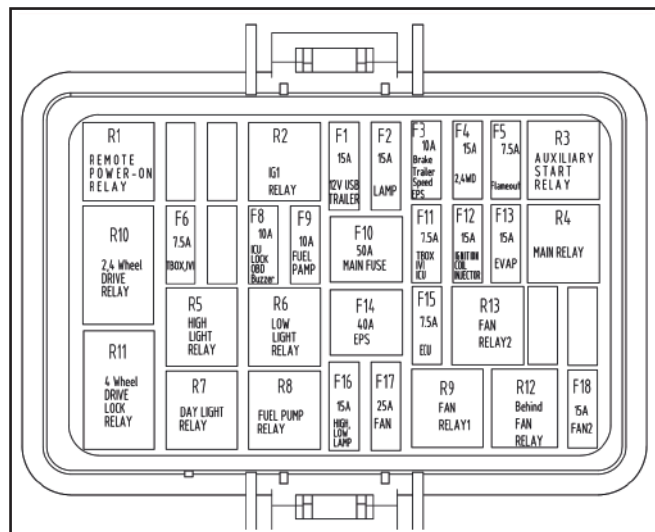 R1
REMOTE
POWER-ON
RELAY
R2
IG1
RELAY
F1
15A
12V USB
TRAILER
F2
15A
LAMP
F3
10A
Brake
Trailer
Speed
EPS
F4
15A
2,4WD
F5
7.5A
Flameout
R3
AUXILIARY
START
RELAY
R10
2,4 Wheel
DRIVE
RELAY
F6
7.5A
TBOX,IVI
F8
10A
ICU
LOCK
OBD
Buzzer
F9
10A
FUEL
PAMP
F10
50A
MAIN FUSE
F11
7.5A
TBOX
IVI
ICU
F12
15A
IGNITION
COIL
INJECTOR
F13
15A
EVAP
R4
MAIN RELAY
R5
HIGH
LIGHT
RELAY
R6
LOW
LIGHT
RELAY
F14
40A
EPS
F15
7.5A
ECU
R13
FAN
RELAY2
R11
4 Wheel
DRIVE
LOCK
RELAY
R7
DAY LIGHT
RELAY
R8
FUEL PUMP
RELAY
F16
15A
HIGH,
LOW
LAMP
F17
25A
FAN
R9
FAN
RELAY1
R12
Behind
FAN
RELAY
F18
15A
FAN2